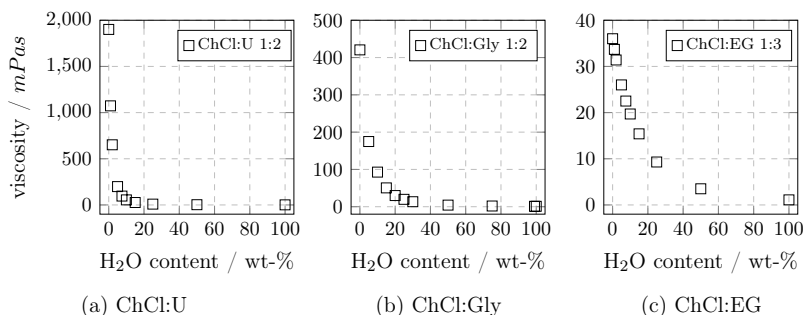 2,000
1,500
1,000
500
0
viscosity / mPas
ChCl:U 1:2
0 20 40 60 80 100
H₂O content / wt-%
(a) ChCl:U
500
400
300
200
100
0
ChCl:Gly 1:2
0 20 40 60 80 100
H₂O content / wt-%
(b) ChCl:Gly
40
30
20
10
0
ChCl:EG 1:3
0 20 40 60 80 100
H₂O content / wt-%
(c) ChCl:EG